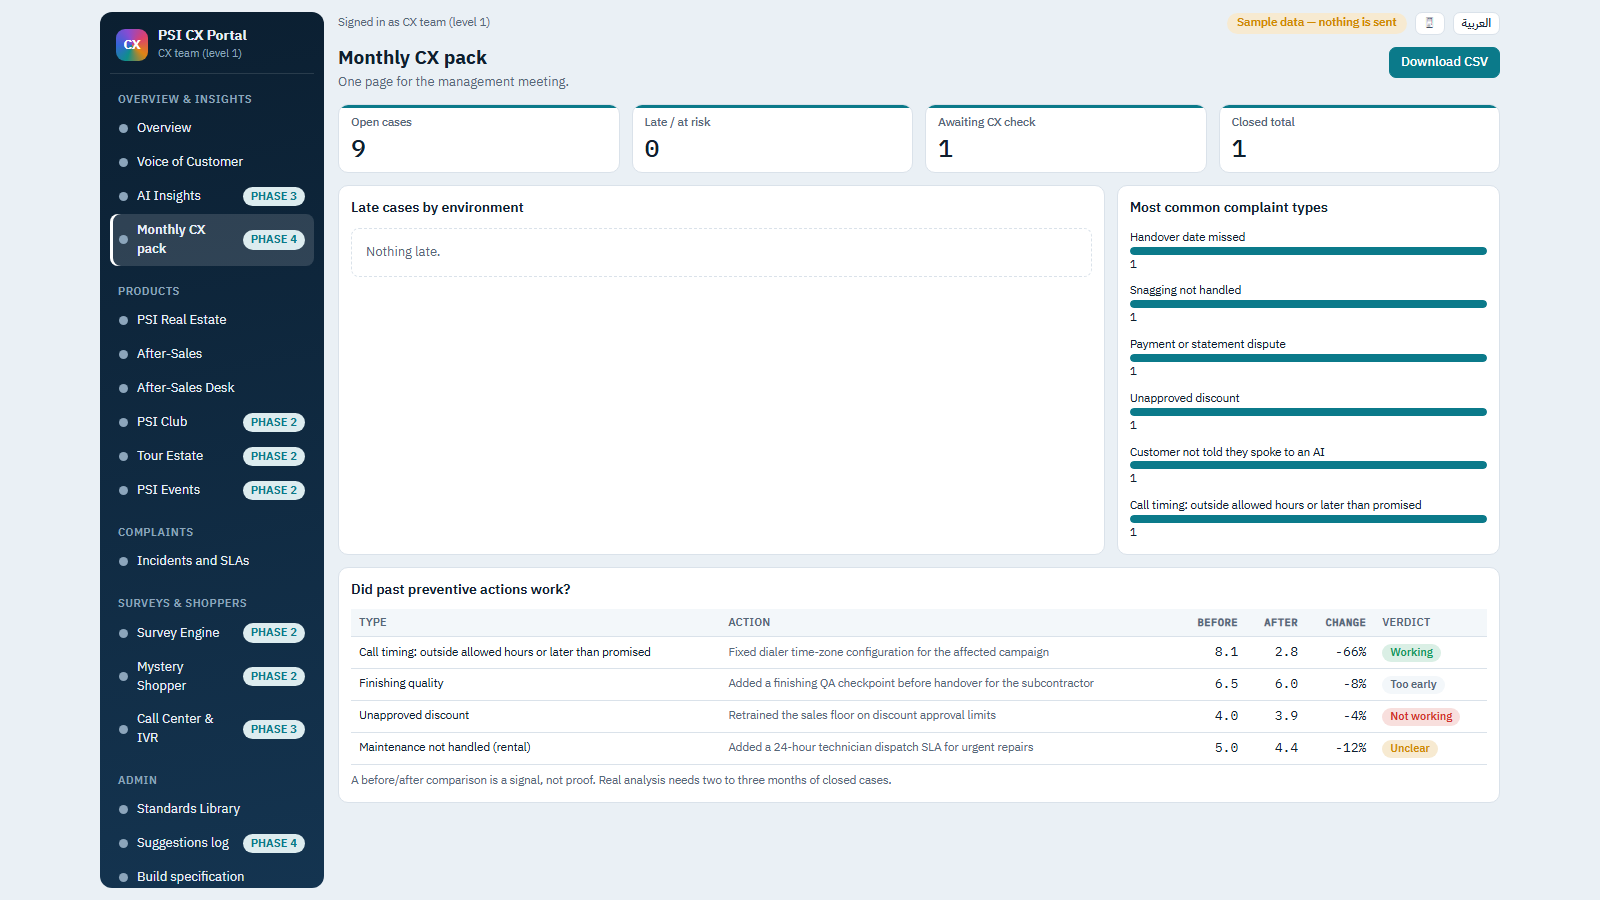 CX
PSI CX Portal
CX team (level 1)
OVERVIEW & INSIGHTS
Overview
Voice of Customer
AI Insights
PHASE 3
Monthly CX
pack
PHASE 4
PRODUCTS
PSI Real Estate
After-Sales
After-Sales Desk
PSI Club
PHASE 2
Tour Estate
PHASE 2
PSI Events
PHASE 2
COMPLAINTS
Incidents and SLAs
SURVEYS & SHOPPERS
Survey Engine
PHASE 2
Mystery
Shopper
PHASE 2
Call Center &
IVR
PHASE 3
ADMIN
Standards Library
Suggestions log
PHASE 4
Build specification
Signed in as CX team (level 1)
Sample data — nothing is sent
العربية
Monthly CX pack
One page for the management meeting.
Download CSV
Open cases
9
Late / at risk
0
Awaiting CX check
1
Closed total
1
Late cases by environment
Nothing late.
Most common complaint types
Handover date missed
1
Snagging not handled
1
Payment or statement dispute
1
Unapproved discount
1
Customer not told they spoke to an AI
1
Call timing: outside allowed hours or later than promised
1
Did past preventive actions work?
TYPE ACTION BEFORE AFTER CHANGE VERDICT
Call timing: outside allowed hours or later than promised Fixed dialer time-zone configuration for the affected campaign 8.1 2.8 -66% Working
Finishing quality Added a finishing QA checkpoint before handover for the subcontractor 6.5 6.0 -8% Too early
Unapproved discount Retrained the sales floor on discount approval limits 4.0 3.9 -4% Not working
Maintenance not handled (rental) Added a 24-hour technician dispatch SLA for urgent repairs 5.0 4.4 -12% Unclear
A before/after comparison is a signal, not proof. Real analysis needs two to three months of closed cases.